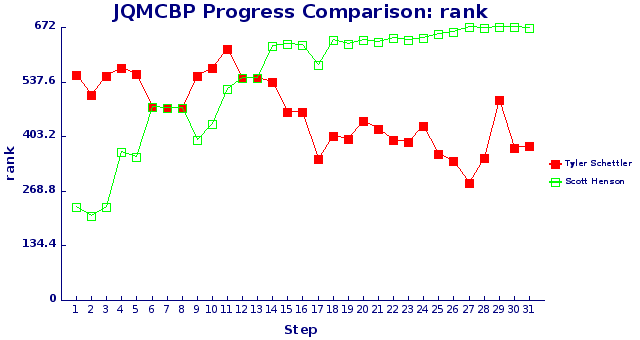 JQMCBP Progress Comparison: rank
672
537.6
403.2
268.8
134.4
0
rank
1 2 3 4 5 6 7 8 9 10 11 12 13 14 15 16 17 18 19 20 21 22 23 24 25 26 27 28 29 30 31
Step
Tyler Schettler
Scott Henson